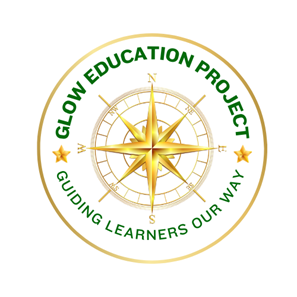 GLOW EDUCATION PROJECT
N
W
E
S
GUIDING LEARNERS OUR WAY